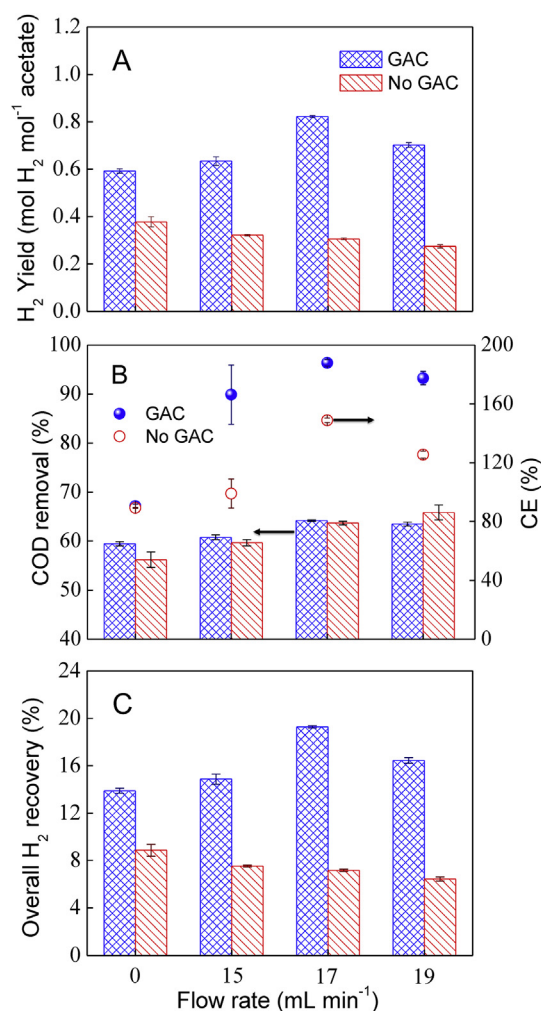 A
GAC
No GAC
H₂ Yield (mol H₂ mol⁻¹ acetate)
1.2
1.0
0.8
0.6
0.4
0.2
0.0
B
GAC
No GAC
COD removal (%)
100
90
80
70
60
50
40
CE (%)
200
160
120
80
40
0
C
Overall H₂ recovery (%)
24
20
16
12
8
4
0
0 15 17 19
Flow rate (mL min⁻¹)